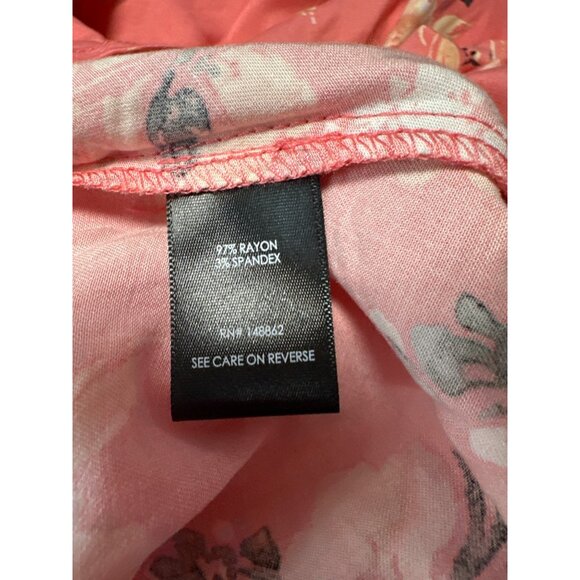 97% RAYON
3% SPANDEX
RN# 148862
SEE CARE ON REVERSE